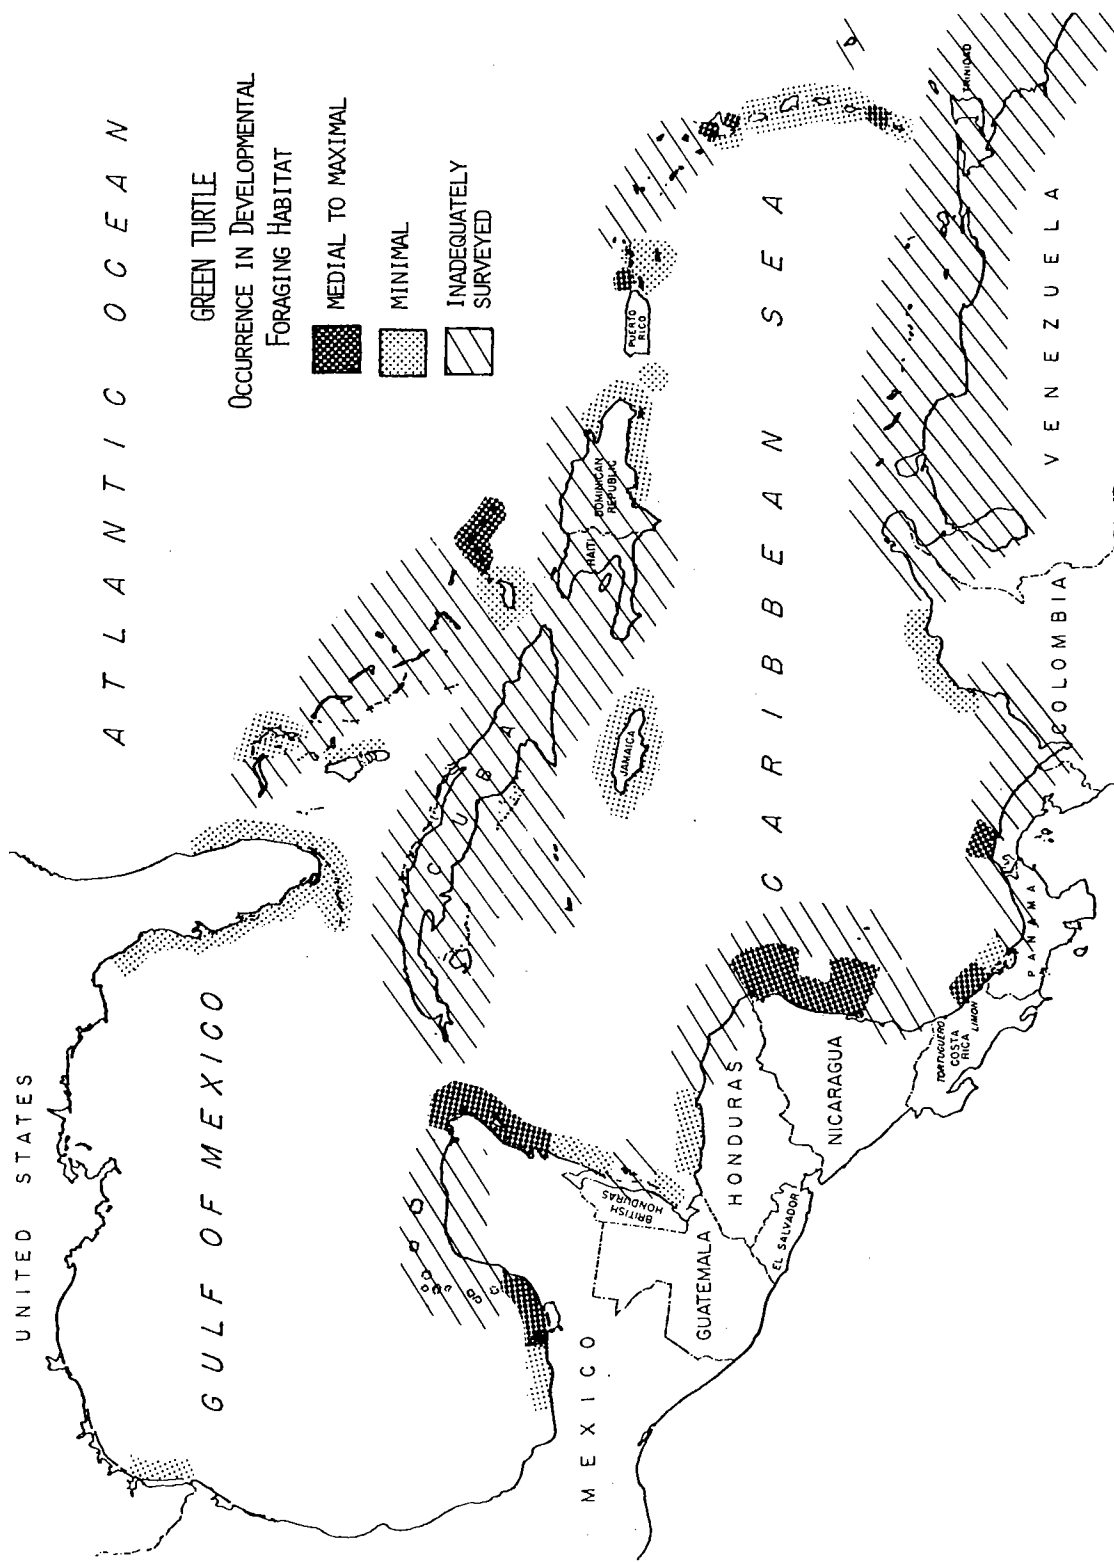 UNITED STATES
ATLANTIC OCEAN
GULF OF MEXICO
GREEN TURTLE
OCCURRENCE IN DEVELOPMENTAL
FORAGING HABITAT
MEDIAL TO MAXIMAL
MINIMAL
INADEQUATELY
SURVEYED
CUBA
MEXICO
BRITISH
HONDURAS
JAMAICA
HAITI
DOMINICAN
REPUBLIC
PUERTO
RICO
GUATEMALA
HONDURAS
EL SALVADOR
NICARAGUA
CARIBBEAN SEA
TORTUGUERO
COSTA
RICA
LIMON
PANAMA
COLOMBIA
VENEZUELA
TRINIDAD